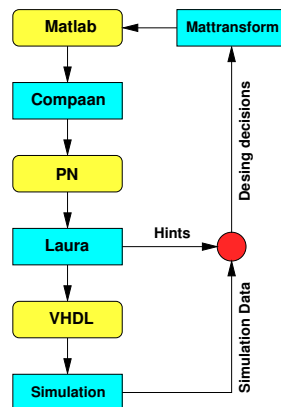 Matlab
Mattransform
Compaan
PN
Laura
Hints
VHDL
Simulation
Desing decisions
Simulation Data